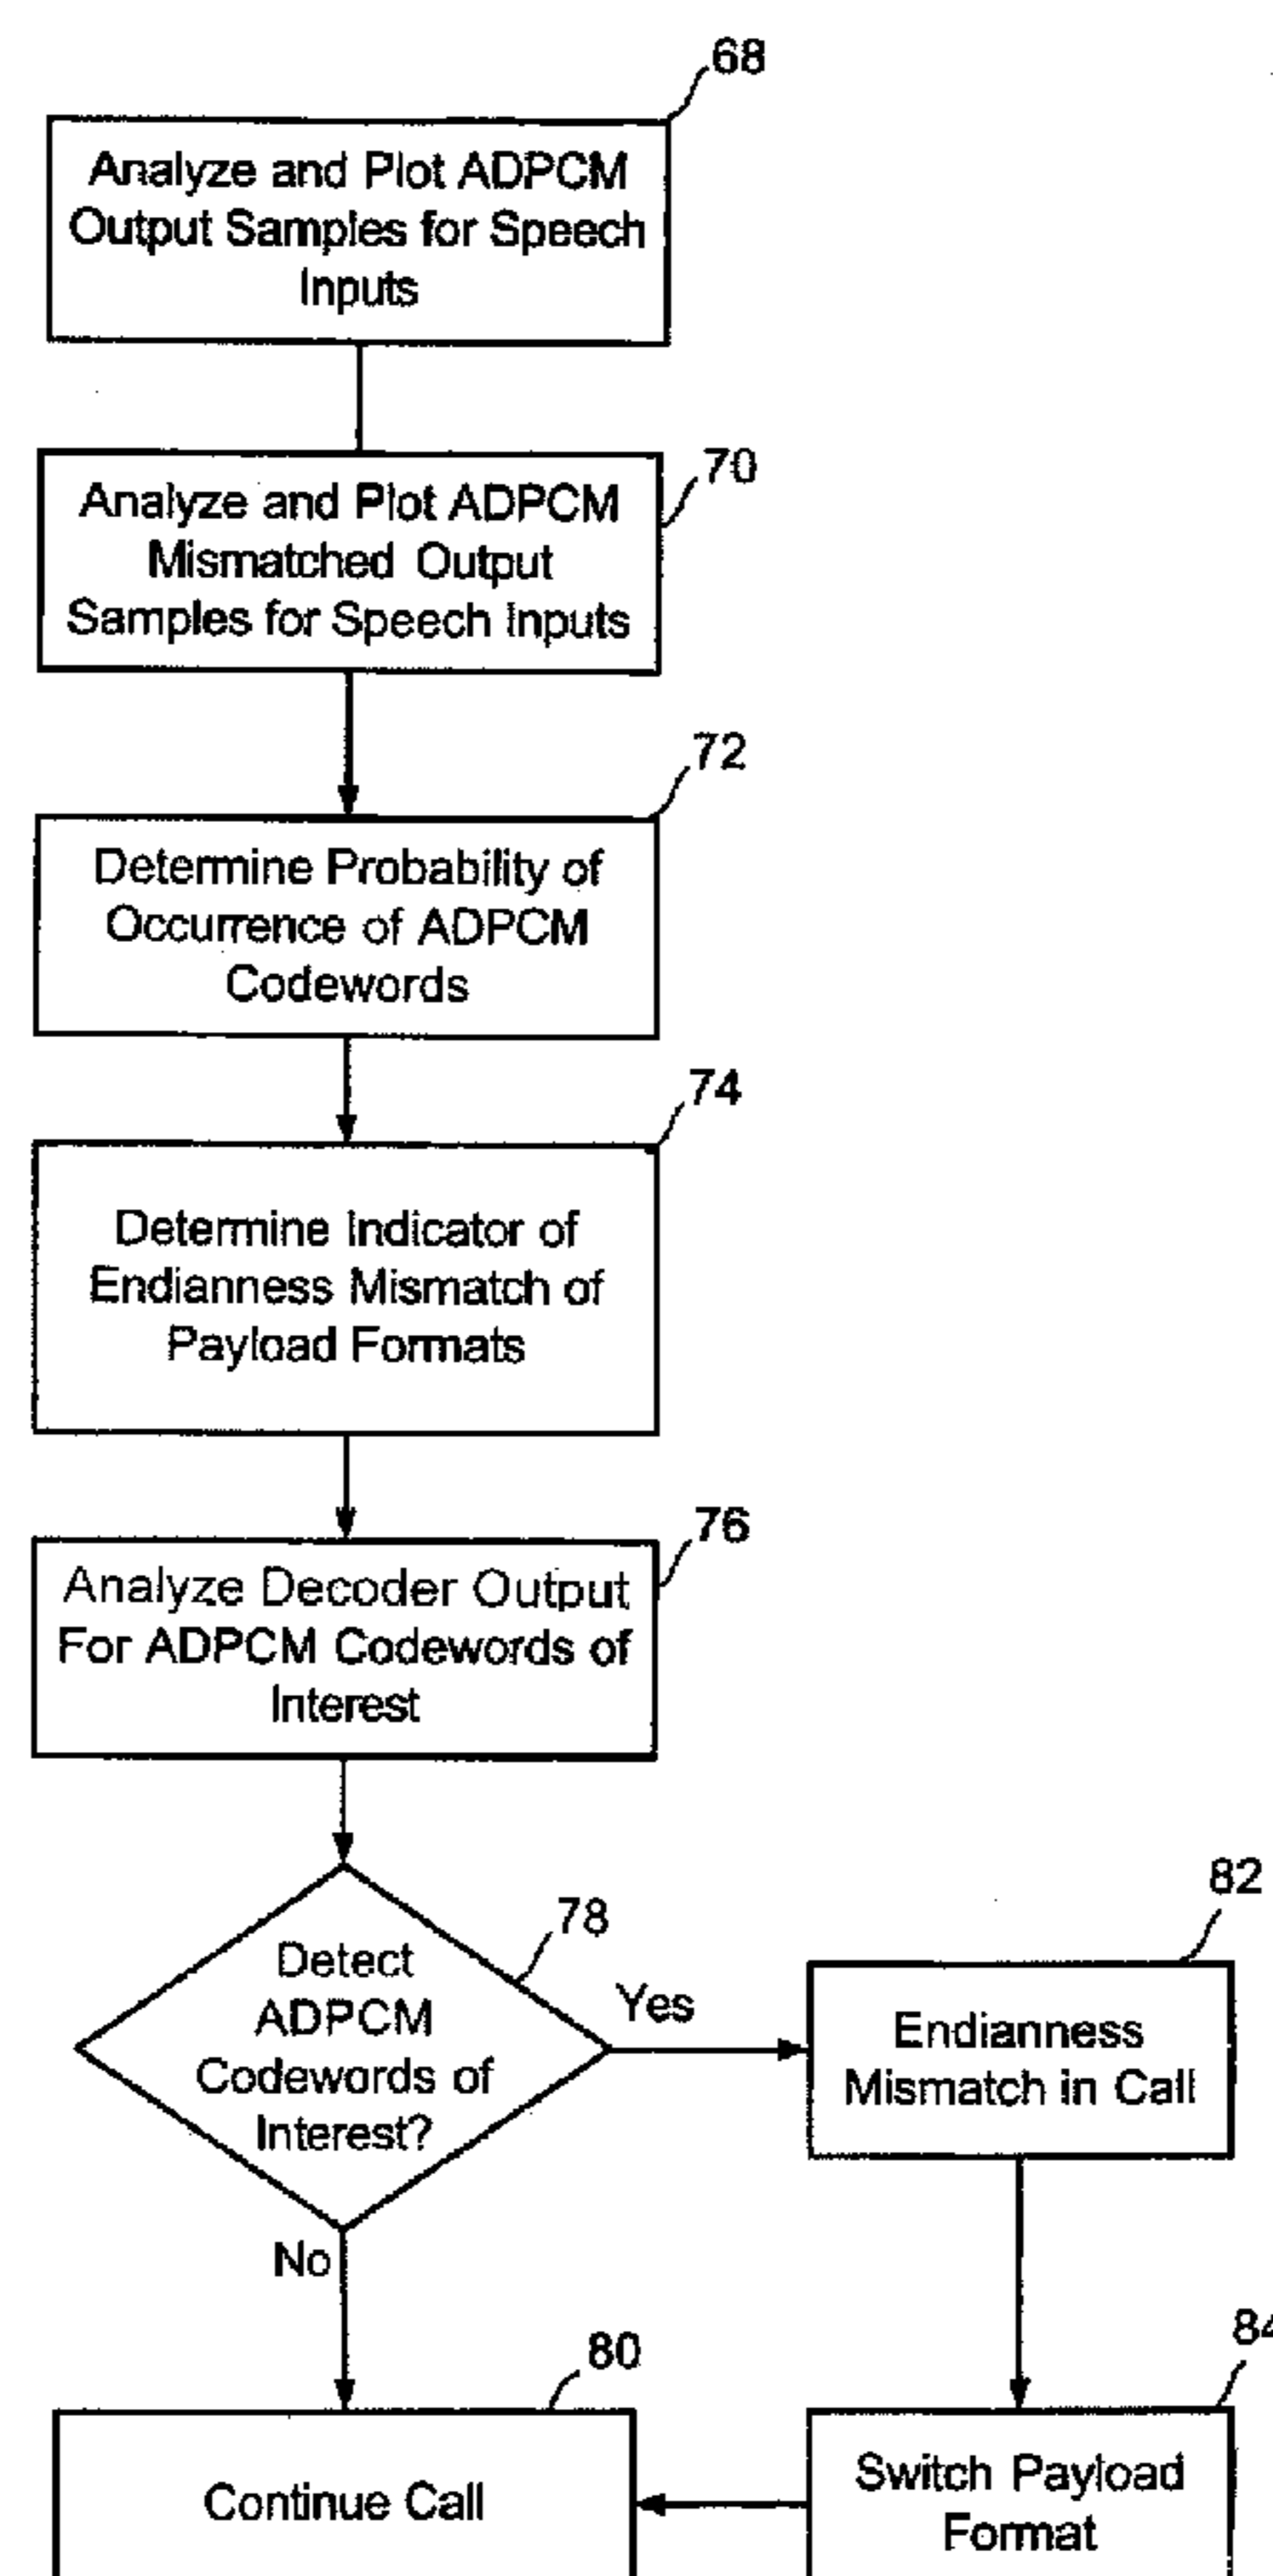 68
Analyze and Plot ADPCM
Output Samples for Speech
Inputs
70
Analyze and Plot ADPCM
Mismatched Output
Samples for Speech Inputs
72
Determine Probability of
Occurrence of ADPCM
Codewords
74
Determine Indicator of
Endianness Mismatch of
Payload Formats
76
Analyze Decoder Output
For ADPCM Codewords of
Interest
78
Detect
ADPCM
Codewords of
Interest?
Yes
82
Endianness
Mismatch in Call
No
80
Continue Call
84
Switch Payload
Format